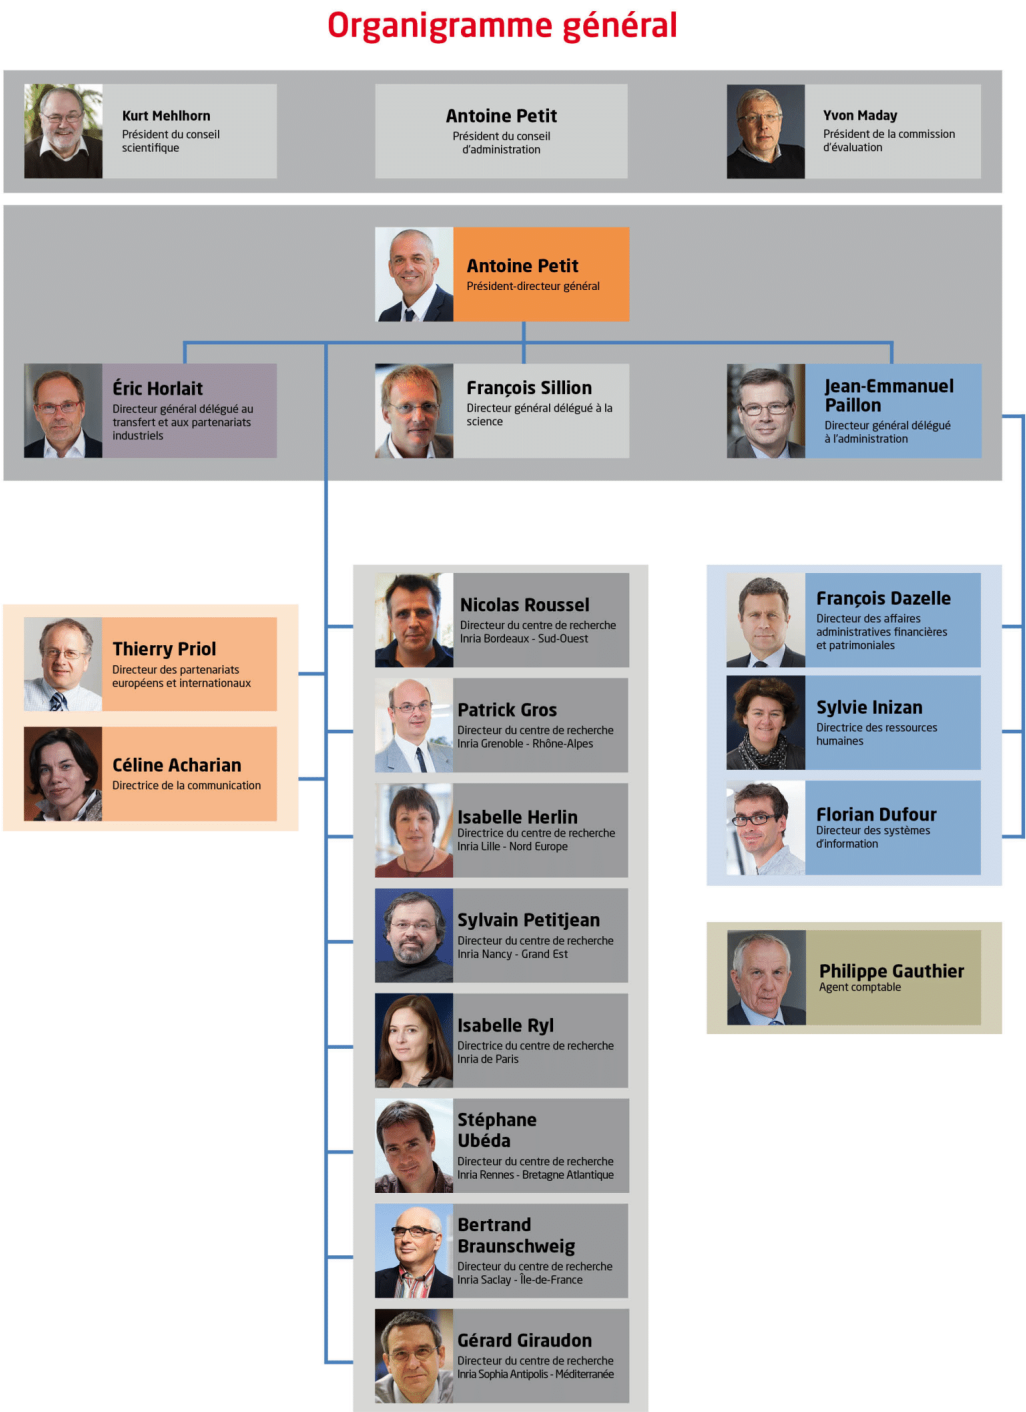 Organigramme général
Kurt Mehlhorn
Président du conseil
scientifique
Antoine Petit
Président du conseil
d'administration
Yvon Maday
Président de la commission
d'évaluation
Antoine Petit
Président-directeur général
Éric Horlait
Directeur général délégué au
transfert et aux partenariats
industriels
François Sillion
Directeur général délégué à la
science
Jean-Emmanuel
Paillon
Directeur général délégué
à l'administration
Thierry Priol
Directeur des partenariats
européens et internationaux
Céline Acharian
Directrice de la communication
Nicolas Roussel
Directeur du centre de recherche
Inria Bordeaux - Sud-Ouest
Patrick Gros
Directeur du centre de recherche
Inria Grenoble - Rhône-Alpes
Isabelle Herlin
Directrice du centre de recherche
Inria Lille - Nord Europe
Sylvain Petitjean
Directeur du centre de recherche
Inria Nancy - Grand Est
Isabelle Ryl
Directrice du centre de recherche
Inria de Paris
Stéphane
Ubéda
Directeur du centre de recherche
Inria Rennes - Bretagne Atlantique
Bertrand
Braunschweig
Directeur du centre de recherche
Inria Saclay - Île-de-France
Gérard Giraudon
Directeur du centre de recherche
Inria Sophia Antipolis - Méditerranée
François Dazelle
Directeur des affaires
administratives financières
et patrimoniales
Sylvie Inizan
Directrice des ressources
humaines
Florian Dufour
Directeur des systèmes
d'information
Philippe Gauthier
Agent comptable